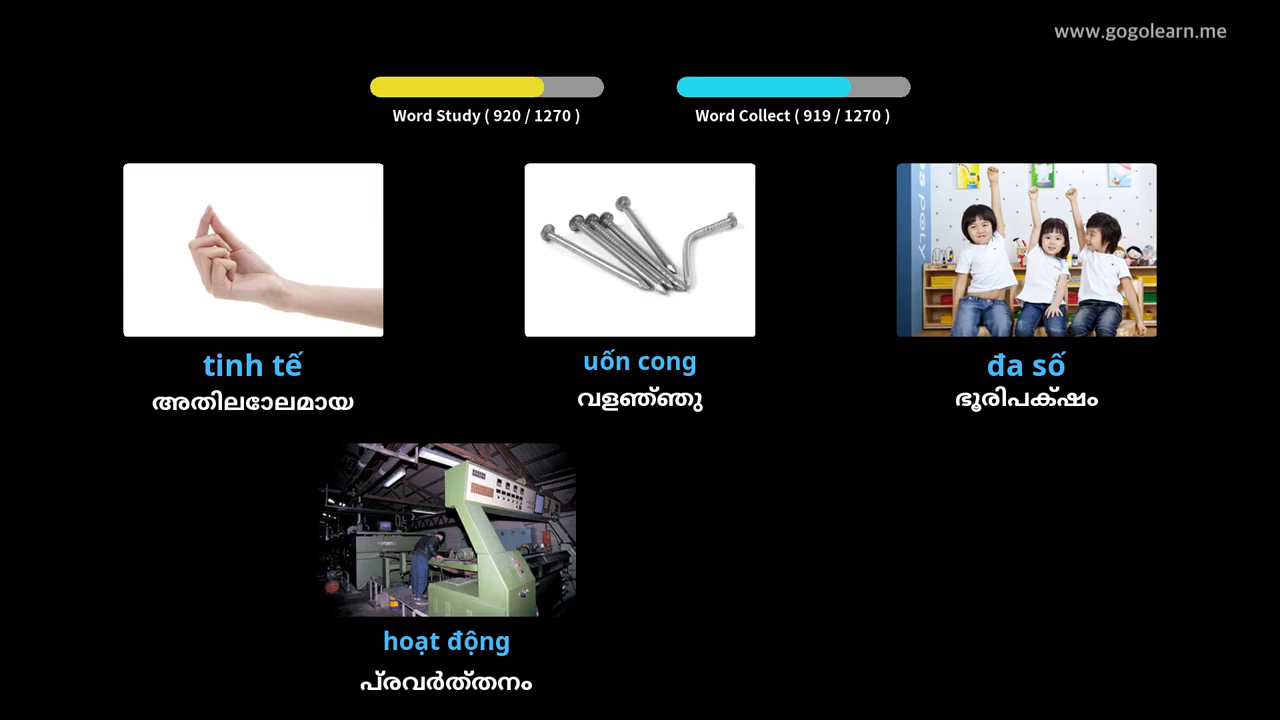 www.gogolearn.me
Word Study ( 920 / 1270 )
Word Collect ( 919 / 1270 )
tinh tế
അതിലോലമായ
uốn cong
വളഞ്ഞു
đa số
ഭൂരിപക്ഷം
hoạt động
പ്രവർത്തനം